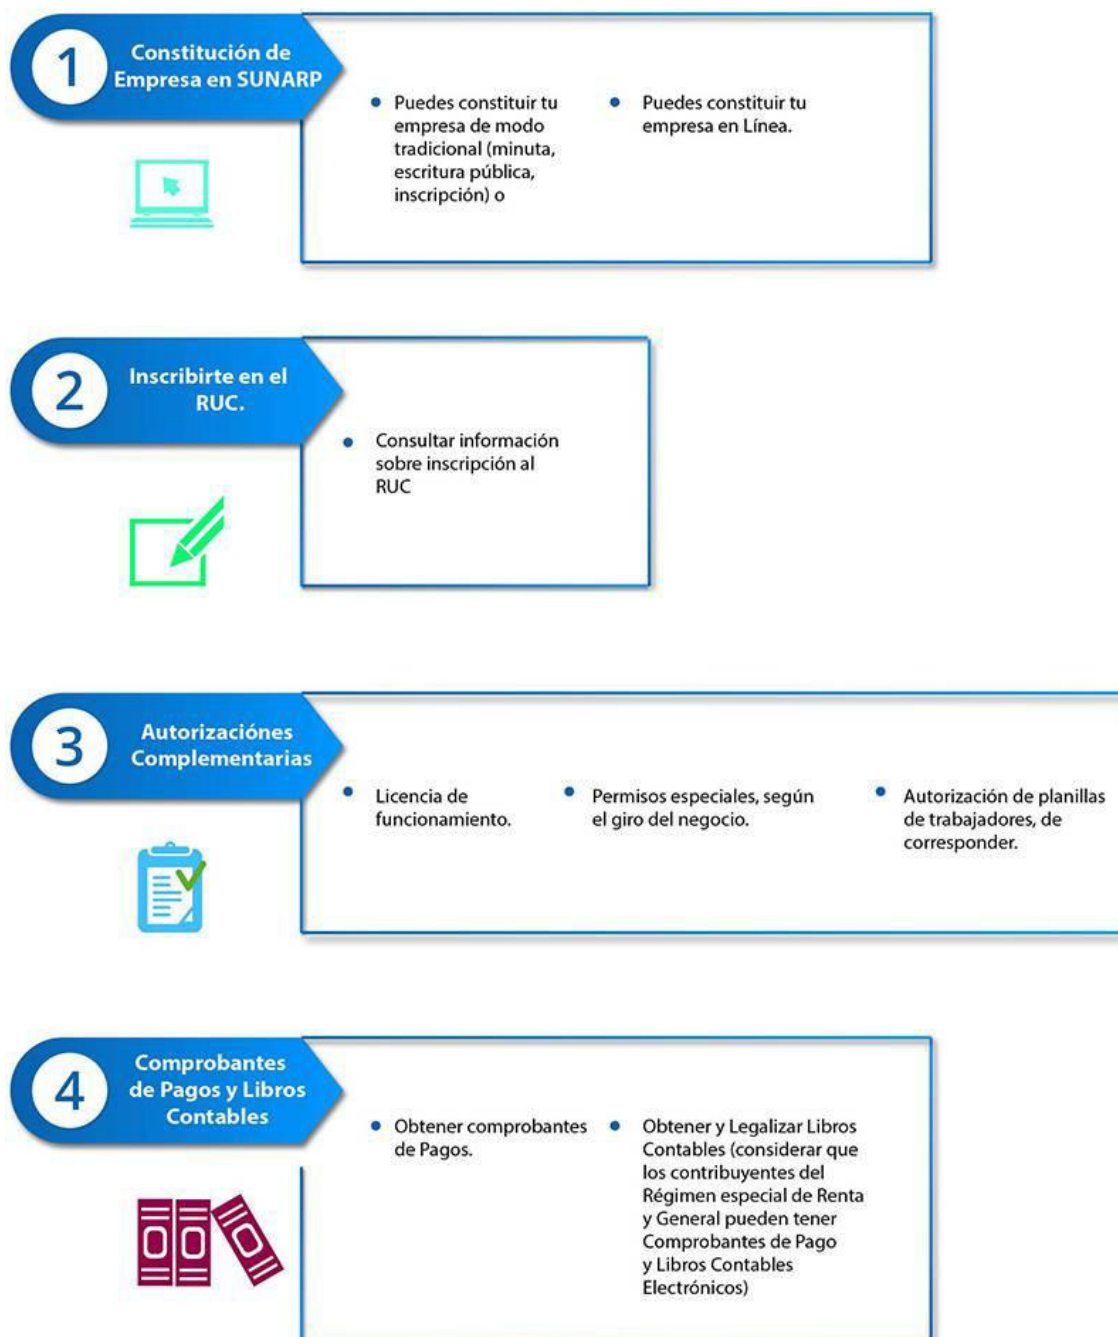 1
Constitución de
Empresa en SUNARP
• Puedes constituir tu
empresa de modo
tradicional (minuta,
escritura pública,
inscripción) o
• Puedes constituir tu
empresa en Línea.
2
Inscribirte en el
RUC.
• Consultar información
sobre inscripción al
RUC
3
Autorizaciónes
Complementarias
• Licencia de
funcionamiento.
• Permisos especiales, según
el giro del negocio.
• Autorización de planillas
de trabajadores, de
corresponder.
4
Comprobantes
de Pagos y Libros
Contables
• Obtener comprobantes
de Pagos.
• Obtener y Legalizar Libros
Contables (considerar que
los contribuyentes del
Régimen especial de Renta
y General pueden tener
Comprobantes de Pago
y Libros Contables
Electrónicos)